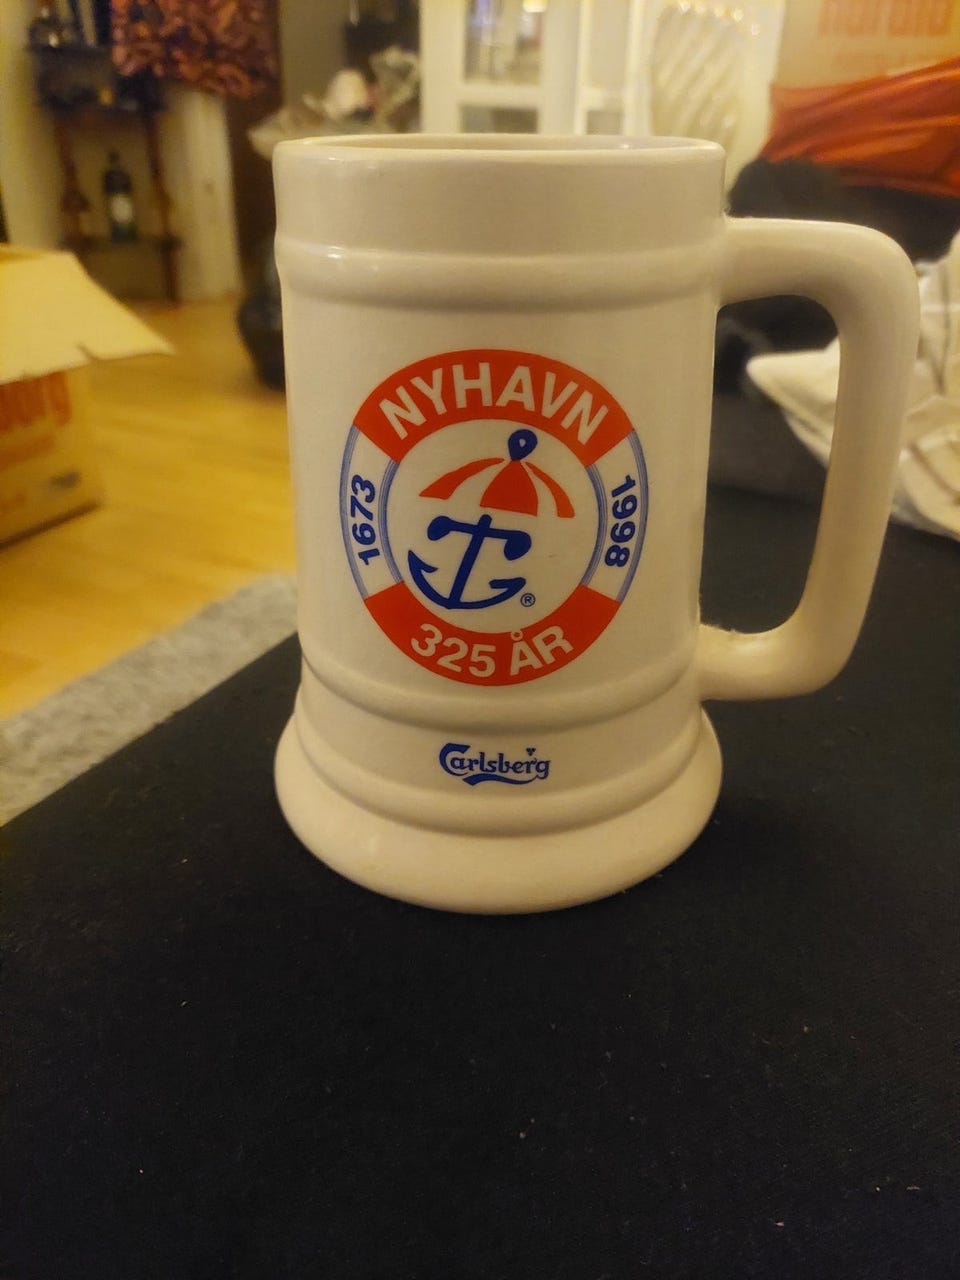 NYHAVN
1673
1998
®
325 ÅR
Carlsberg